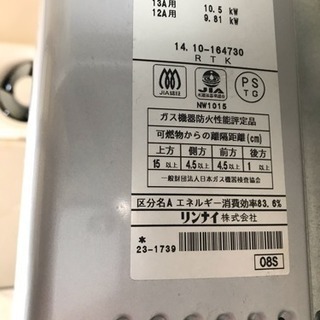 13A用 10.5 kW
12A用 9.81 kW
14.10-164730
RTK
JIA認証
JIA
PS
TG
NW1015
ガス機器防火性能評定品
可燃物からの離隔距離(cm)
上方 側方 前方 後方
15 以上 4.5 以上 4.5 以上 1 以上
一般財団法人日本ガス機器検査協会
区分名A エネルギー消費効率83.6%
リンナイ株式会社
本
23-1739
08S